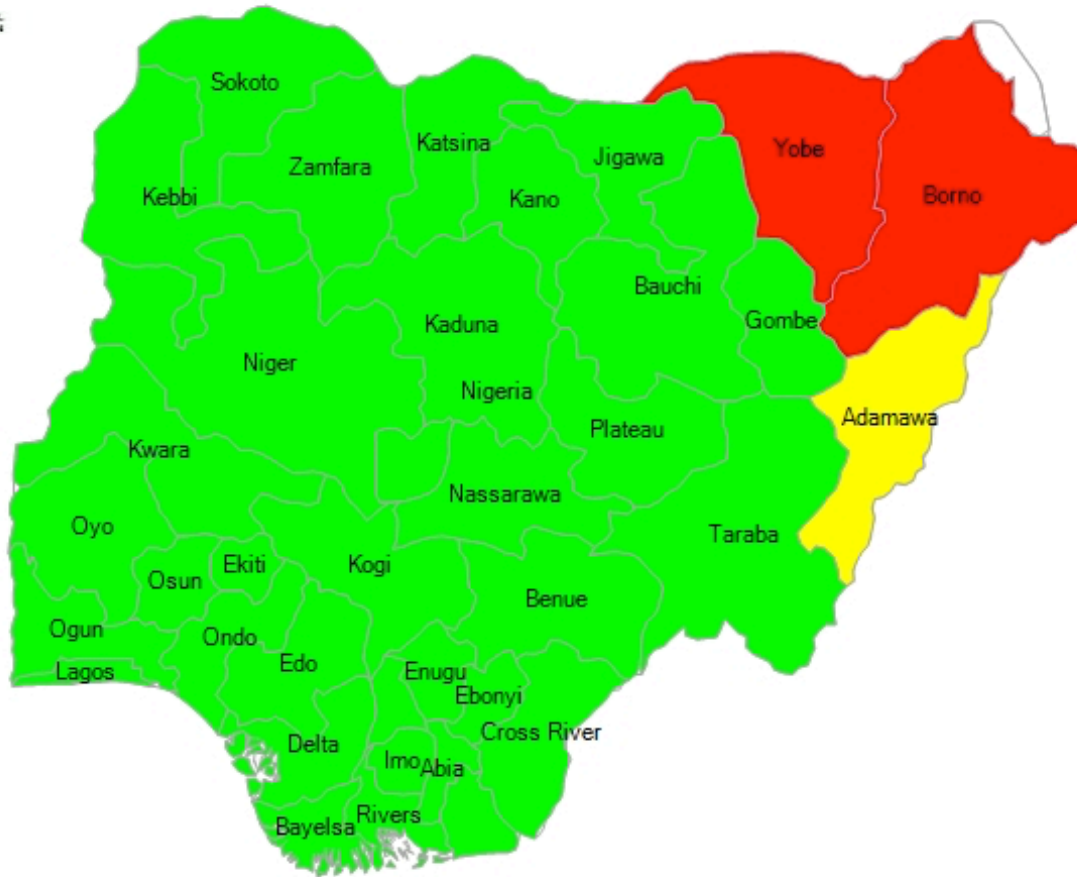 Sokoto
Katsina
Yobe
Jigawa
Zamfara
Kebbi
Kano
Borno
Bauchi
Gombe
Kaduna
Niger
Nigeria
Adamawa
Plateau
Kwara
Nassarawa
Oyo
Taraba
Ekiti
Kogi
Osun
Benue
Ogun
Ondo
Edo
Lagos
Enugu
Ebonyi
Cross River
Delta
Imo
Abia
Rivers
Bayelsa